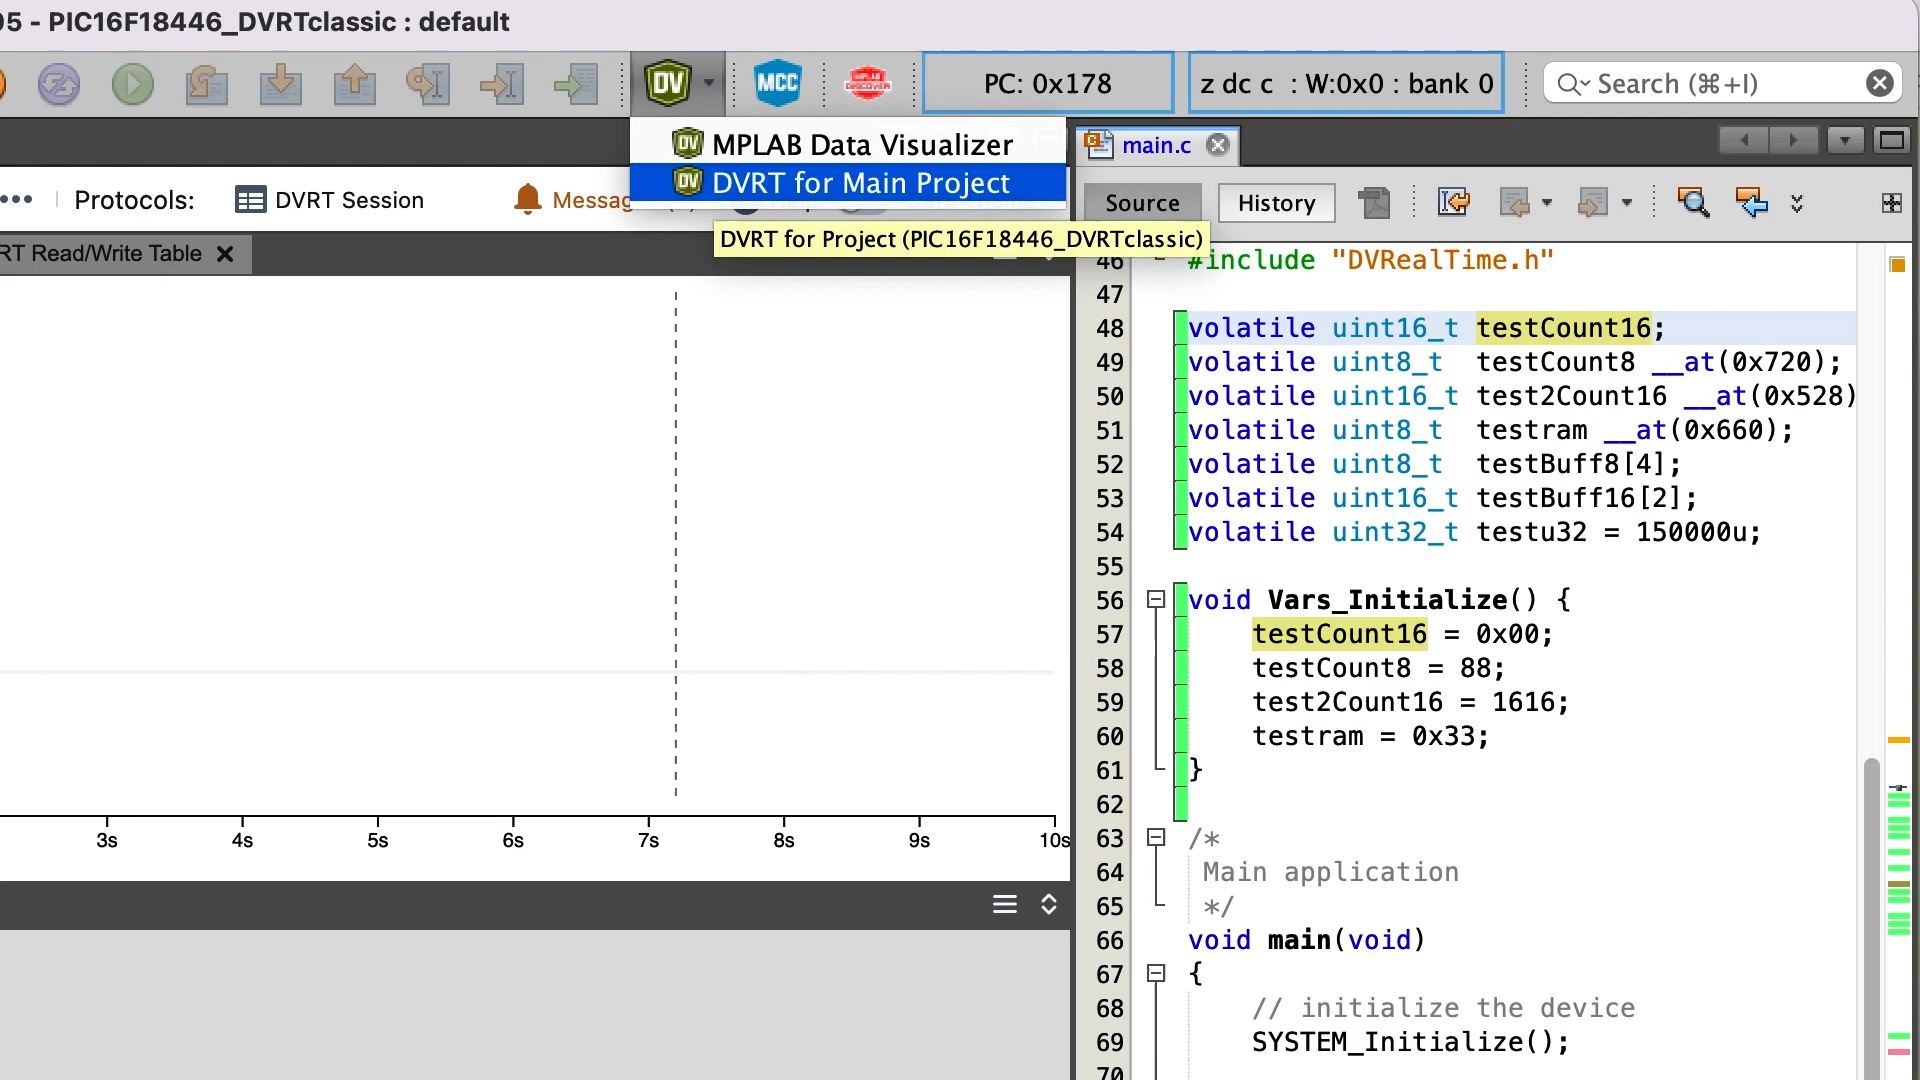 05 - PIC16F18446_DVRTclassic : default
DV
MCC
PC: 0x178
z dc c : W:0x0 : bank 0
Search (⌘+I)
DV MPLAB Data Visualizer
DV DVRT for Main Project
DVRT for Project (PIC16F18446_DVRTclassic)
Protocols:
DVRT Session
Messag
RT Read/Write Table
3s 4s 5s 6s 7s 8s 9s 10s
main.c
Source
History
46 #include "DVRealTime.h"
47
48 volatile uint16_t testCount16;
49 volatile uint8_t  testCount8 __at(0x720);
50 volatile uint16_t test2Count16 __at(0x528)
51 volatile uint8_t  testram __at(0x660);
52 volatile uint8_t  testBuff8[4];
53 volatile uint16_t testBuff16[2];
54 volatile uint32_t testu32 = 150000u;
55
56 void Vars_Initialize() {
57     testCount16 = 0x00;
58     testCount8 = 88;
59     test2Count16 = 1616;
60     testram = 0x33;
61 }
62
63 /*
64  Main application
65  */
66 void main(void)
67 {
68     // initialize the device
69     SYSTEM_Initialize();
70